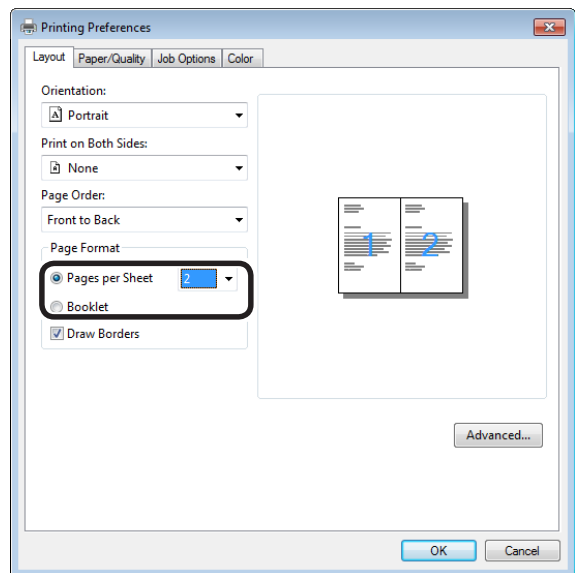 Printing Preferences
Layout Paper/Quality Job Options Color
Orientation:
A Portrait
Print on Both Sides:
None
Page Order:
Front to Back
Page Format
Pages per Sheet 2
Booklet
Draw Borders
1 2
Advanced...
OK Cancel